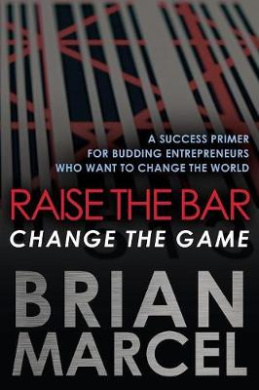 A SUCCESS PRIMER
FOR BUDDING ENTREPRENEURS
WHO WANT TO CHANGE THE WORLD
RAISE THE BAR
CHANGE THE GAME
BRIAN
MARCEL